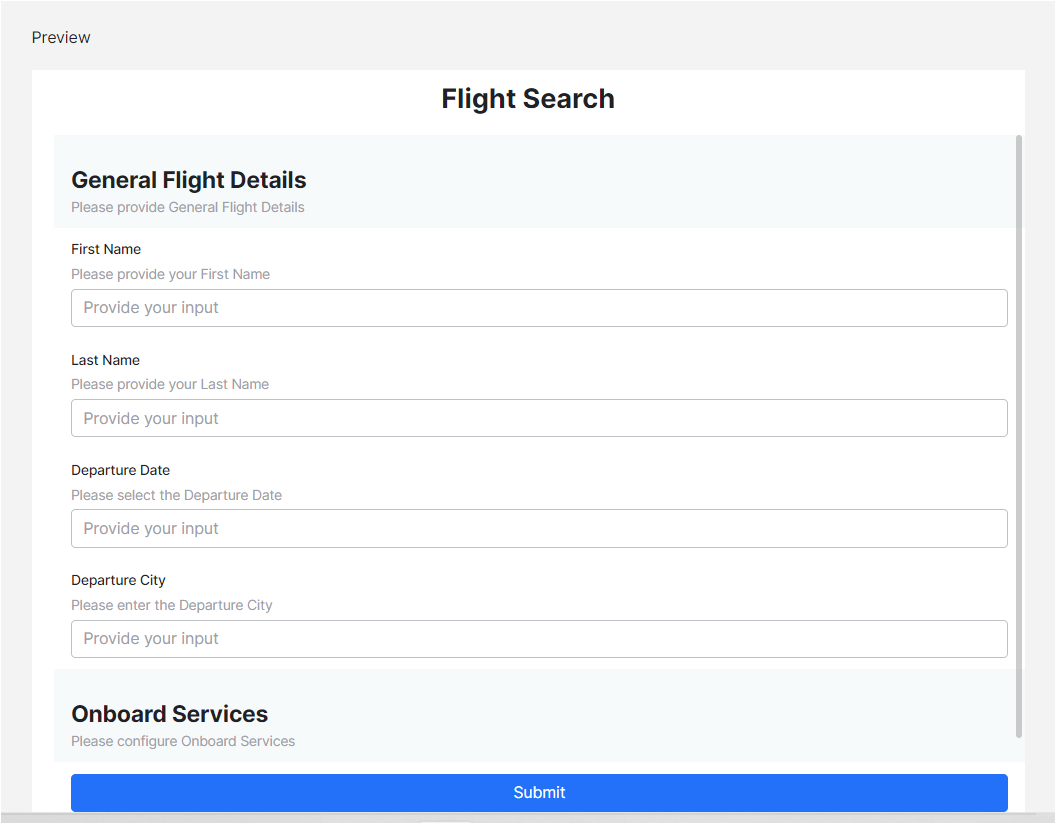 Preview
Flight Search
General Flight Details
Please provide General Flight Details
First Name
Please provide your First Name
Provide your input
Last Name
Please provide your Last Name
Provide your input
Departure Date
Please select the Departure Date
Provide your input
Departure City
Please enter the Departure City
Provide your input
Onboard Services
Please configure Onboard Services
Submit